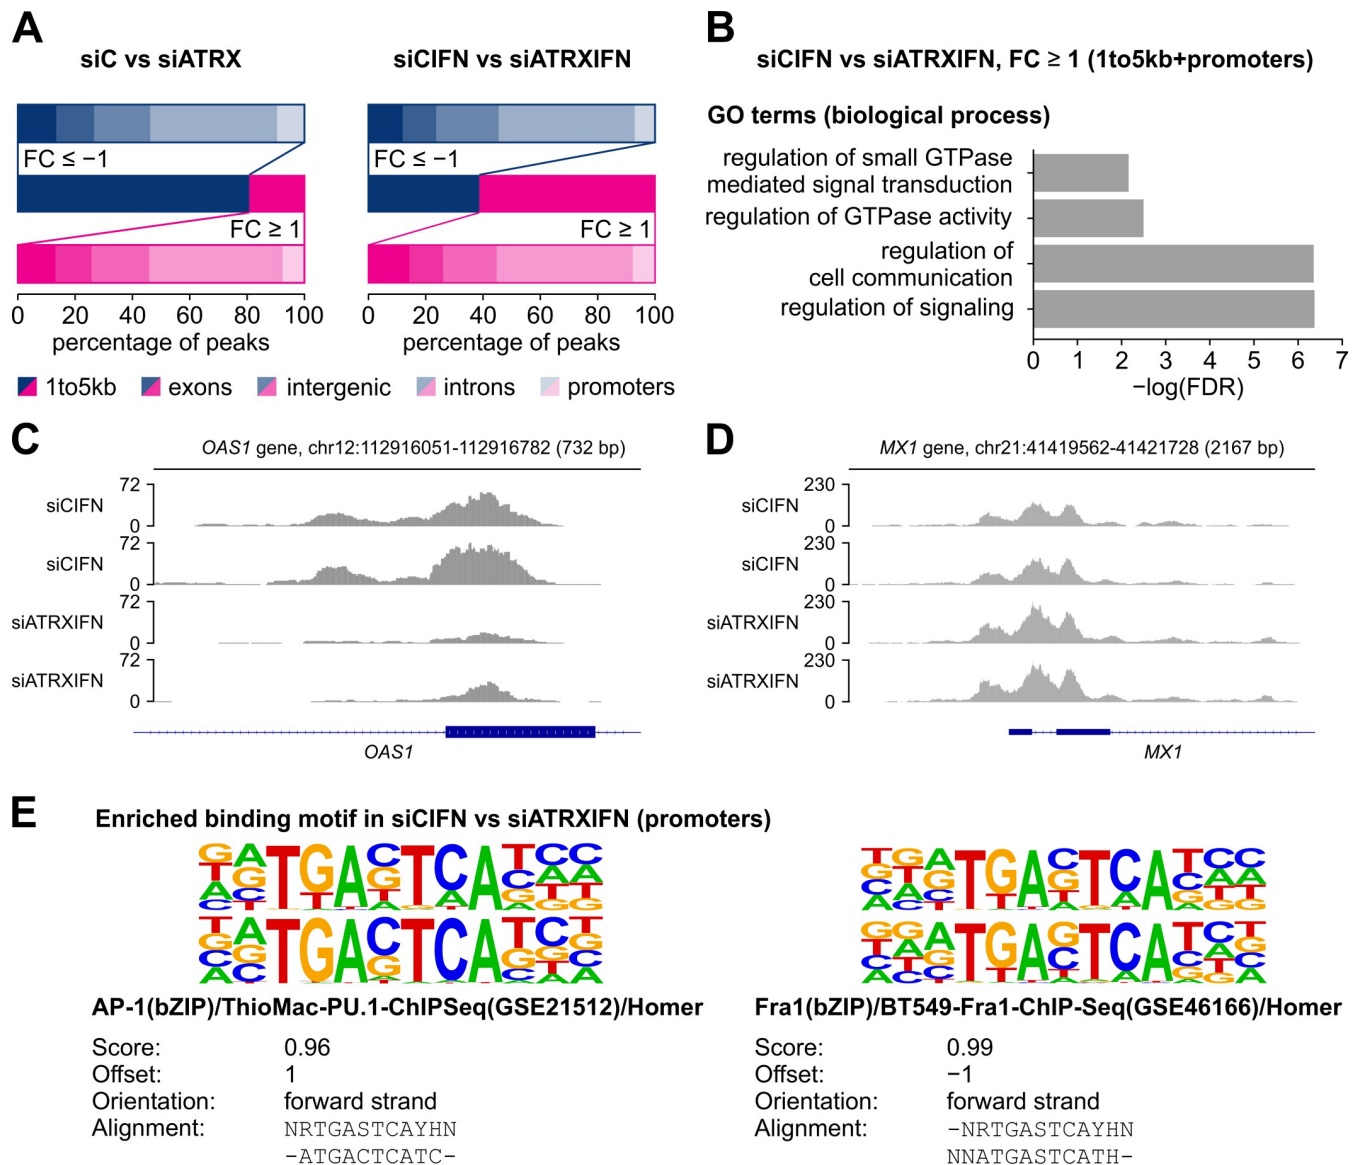 A
siC vs siATRX
siCIFN vs siATRXIFN
FC ≤ −1
FC ≤ −1
FC ≥ 1
FC ≥ 1
0 20 40 60 80 100
0 20 40 60 80 100
percentage of peaks
percentage of peaks
1to5kb exons intergenic introns promoters
B
siCIFN vs siATRXIFN, FC ≥ 1 (1to5kb+promoters)
GO terms (biological process)
regulation of small GTPase
mediated signal transduction
regulation of GTPase activity
regulation of
cell communication
regulation of signaling
0 1 2 3 4 5 6 7
−log(FDR)
C
OAS1 gene, chr12:112916051-112916782 (732 bp)
siCIFN
72
0
siCIFN
72
0
siATRXIFN
72
0
siATRXIFN
72
0
OAS1
D
MX1 gene, chr21:41419562-41421728 (2167 bp)
siCIFN
230
0
siCIFN
230
0
siATRXIFN
230
0
siATRXIFN
230
0
MX1
E
Enriched binding motif in siCIFN vs siATRXIFN (promoters)
AP-1(bZIP)/ThioMac-PU.1-ChIPSeq(GSE21512)/Homer
Score: 0.96
Offset: 1
Orientation: forward strand
Alignment: NRTGASTCAYHN
-ATGACTCATC-
Fra1(bZIP)/BT549-Fra1-ChIP-Seq(GSE46166)/Homer
Score: 0.99
Offset: −1
Orientation: forward strand
Alignment: -NRTGASTCAYHN
NNATGASTCATH-